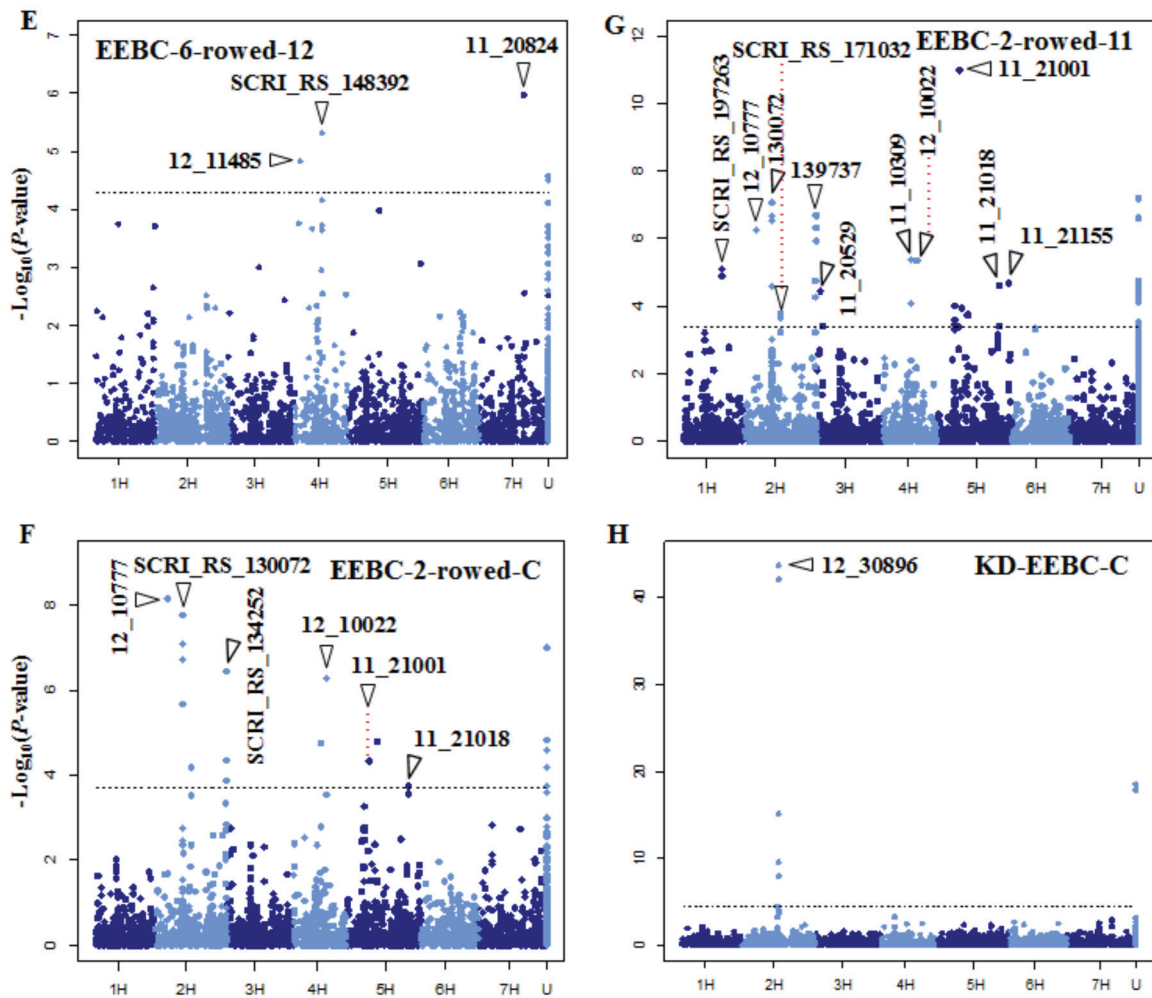 E
EEBC-6-rowed-12
11_20824
SCRI_RS_148392
12_11485
-Log10(P-value)
7
6
5
4
3
2
1
0
1H 2H 3H 4H 5H 6H 7H U
G
EEBC-2-rowed-11
SCRI_RS_171032
SCRI_RS_197263
12_10777
130072
139737
11_20529
11_10309
12_10022
11_21001
11_21018
11_21155
12
10
8
6
4
2
0
1H 2H 3H 4H 5H 6H 7H U
F
EEBC-2-rowed-C
12_10777
SCRI_RS_130072
SCRI_RS_134252
12_10022
11_21001
11_21018
-Log10(P-value)
8
6
4
2
0
1H 2H 3H 4H 5H 6H 7H U
H
KD-EEBC-C
12_30896
40
30
20
10
0
1H 2H 3H 4H 5H 6H 7H U